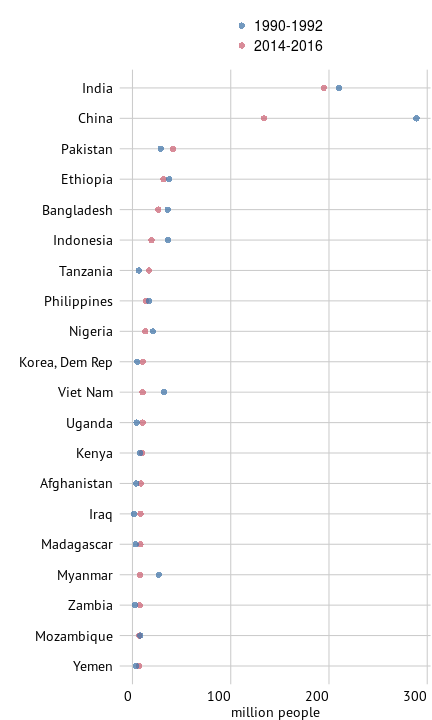 1990-1992
2014-2016
India
China
Pakistan
Ethiopia
Bangladesh
Indonesia
Tanzania
Philippines
Nigeria
Korea, Dem Rep
Viet Nam
Uganda
Kenya
Afghanistan
Iraq
Madagascar
Myanmar
Zambia
Mozambique
Yemen
0 100 200 300
million people